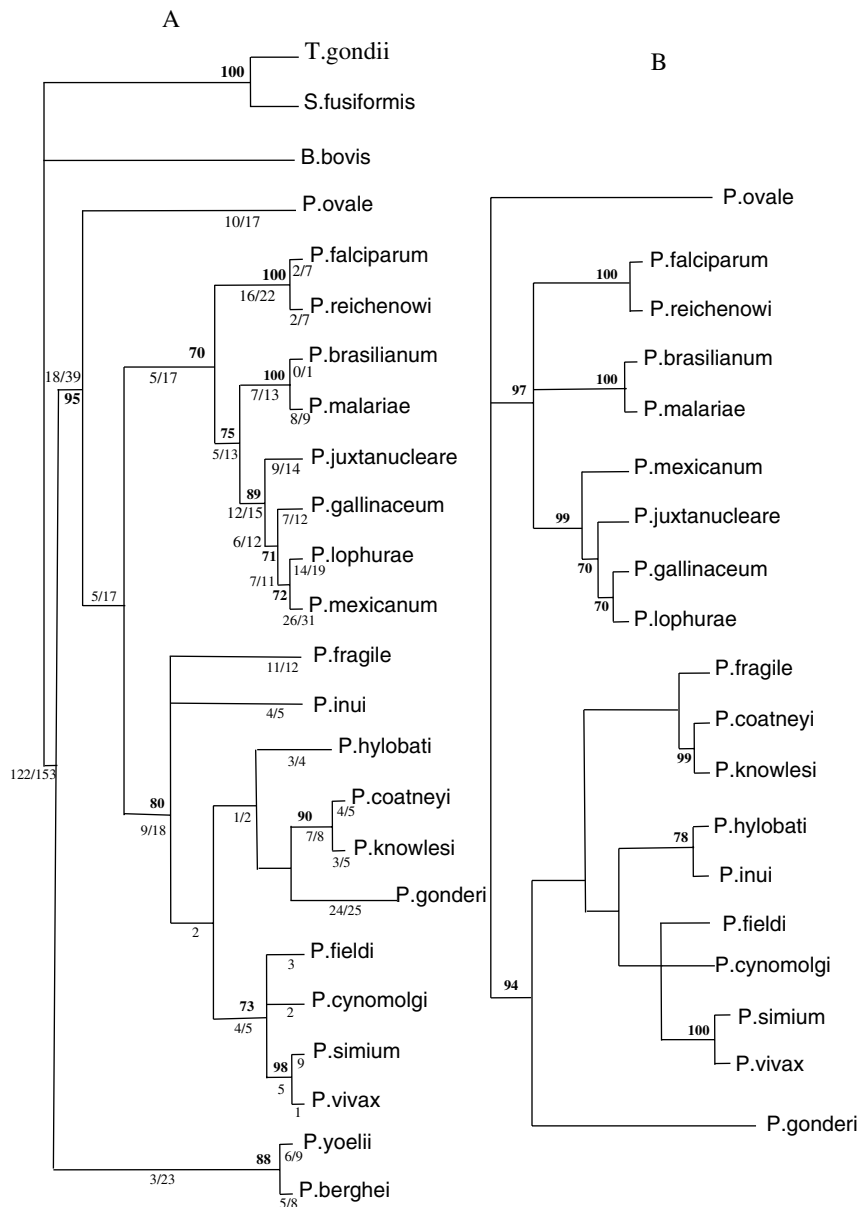 A
T.gondii
100
B
S.fusiformis
B.bovis
P.ovale
10/17
P.ovale
P.falciparum
100
2/7
16/22
P.reichenowi
2/7
P.falciparum
100
P.reichenowi
70
5/17
P.brasilianum
100
0/1
7/13
P.malariae
8/9
P.brasilianum
100
P.malariae
18/39
95
97
75
5/13
P.juxtanucleare
9/14
89
12/15
P.gallinaceum
7/12
6/12
71
P.lophurae
14/19
7/11
72
P.mexicanum
26/31
P.mexicanum
99
P.juxtanucleare
70
P.gallinaceum
70
P.lophurae
5/17
P.fragile
11/12
P.inui
4/5
P.hylobati
3/4
P.fragile
P.coatneyi
99
P.knowlesi
122/153
80
9/18
1/2
90
7/8
P.coatneyi
4/5
P.knowlesi
3/5
P.gonderi
24/25
P.hylobati
78
P.inui
2
P.fieldi
3
P.cynomolgi
2
73
4/5
P.simium
98
9
5
P.vivax
1
P.fieldi
P.cynomolgi
94
P.simium
100
P.vivax
P.gonderi
P.yoelii
88
6/9
3/23
P.berghei
5/8